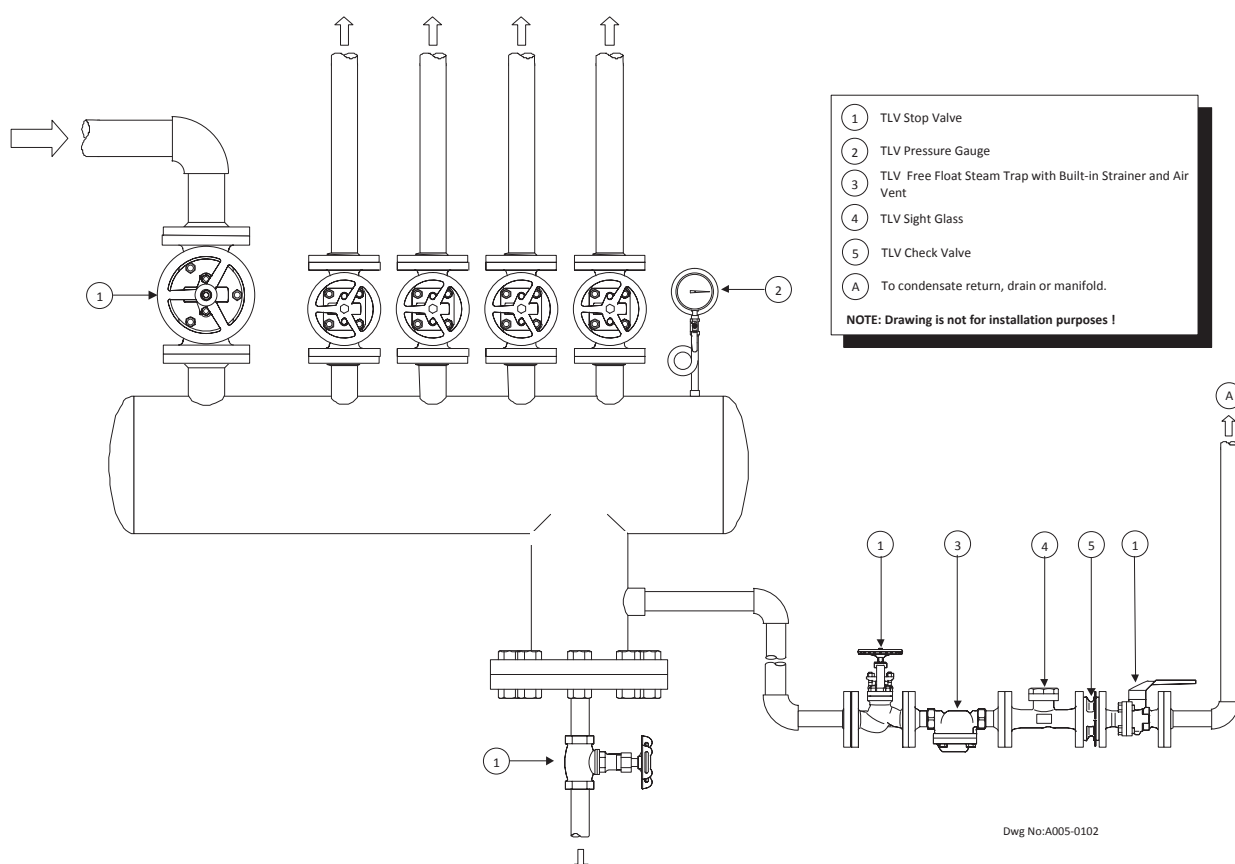 1 TLV Stop Valve
2 TLV Pressure Gauge
3 TLV Free Float Steam Trap with Built-in Strainer and Air
Vent
4 TLV Sight Glass
5 TLV Check Valve
A To condensate return, drain or manifold.
NOTE: Drawing is not for installation purposes !
1
2
A
1
3
4
5
1
1
Dwg No:A005-0102